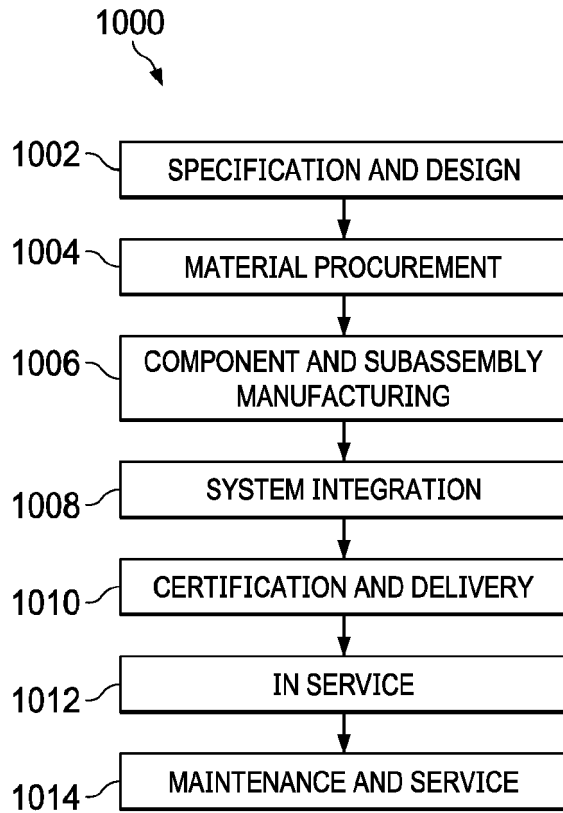 1000
1002
SPECIFICATION AND DESIGN
1004
MATERIAL PROCUREMENT
1006
COMPONENT AND SUBASSEMBLY
MANUFACTURING
1008
SYSTEM INTEGRATION
1010
CERTIFICATION AND DELIVERY
1012
IN SERVICE
1014
MAINTENANCE AND SERVICE